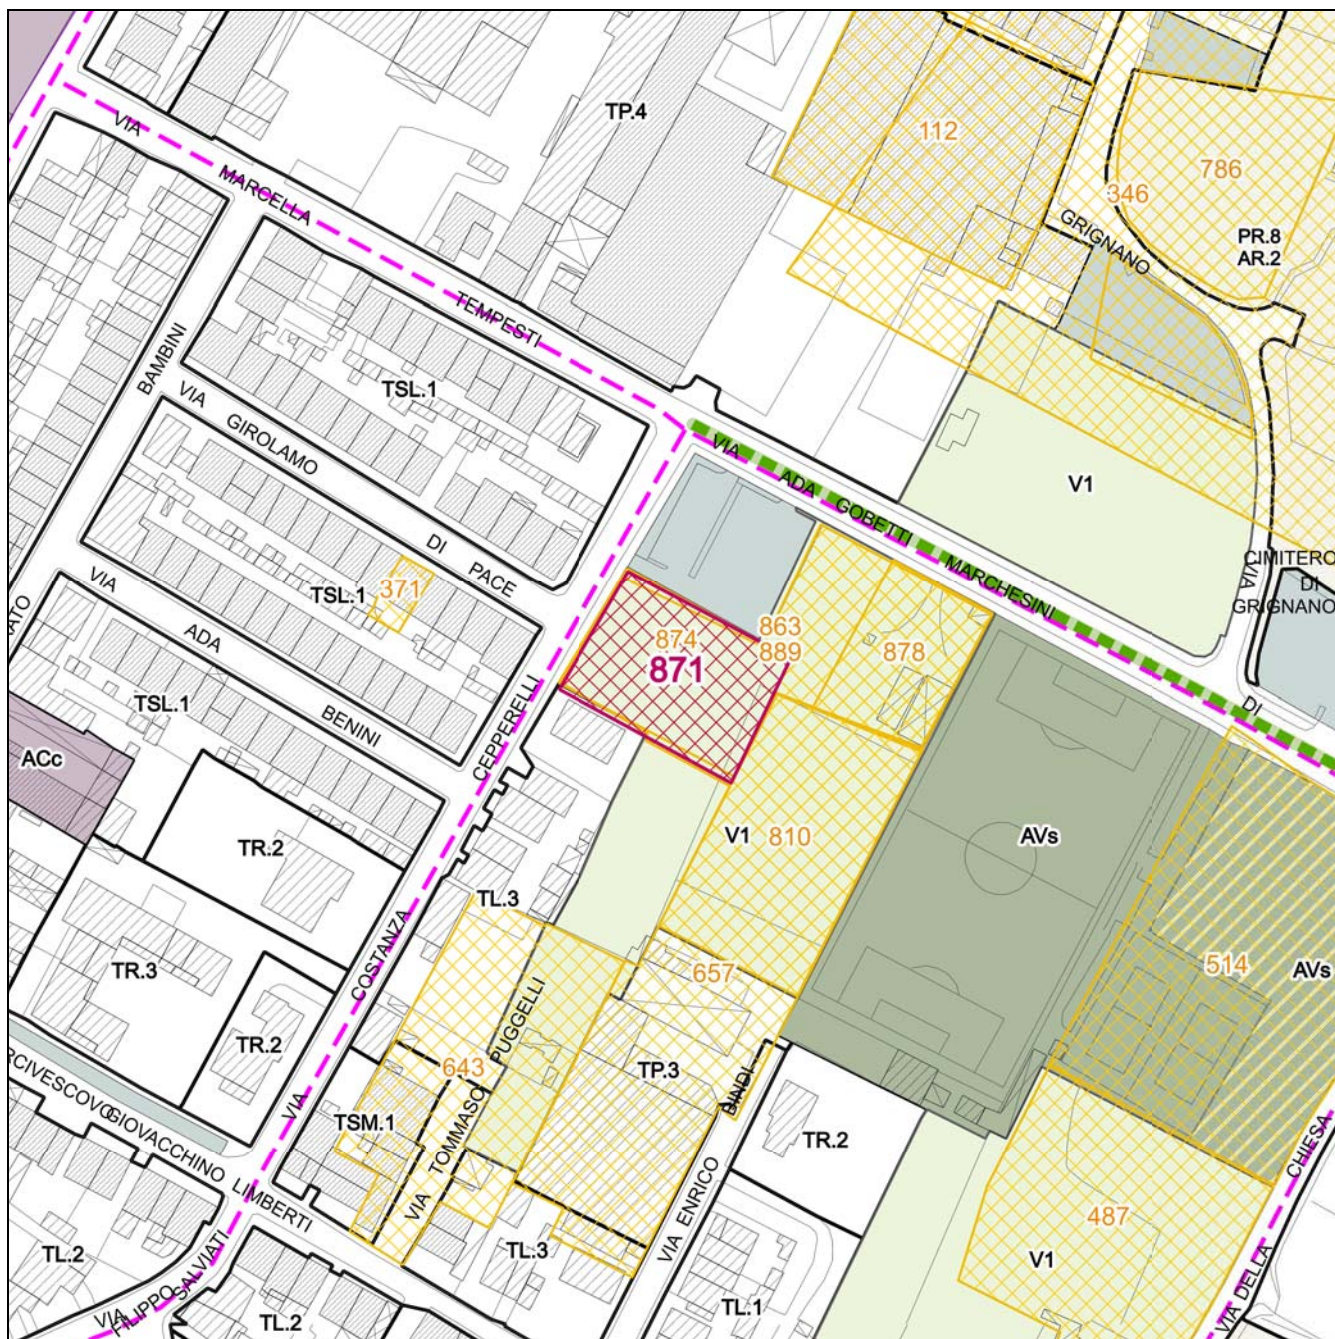 TP.4
112
346
786
PR.8
AR.2
GRIGNANO
VIA
MARCELLA
TEMPESTI
BAMBINI
TSL.1
VIA
GIROLAMO
DI
PACE
VIA
ADA
GOBETTI
MARCHESINI
DI
V1
VIA
CIMITERO
DI
GRIGNANO
TSL.1
371
VIA
ADA
BENINI
TSL.1
ACc
874
871
863
889
878
CEPPERELLI
COSTANZA
VIA
TR.2
TR.3
TR.2
V1
810
AVs
514
AVs
TL.3
657
PUGGELLI
TOMMASO
VIA
643
TP.3
BINDI
ENRICO
VIA
TSM.1
TR.2
GIOVACCHINO
LIMBERTI
TL.2
VIA
FILIPPO
SALVIATI
TL.2
TL.3
TL.1
487
V1
CHIESA
VIA DELLA